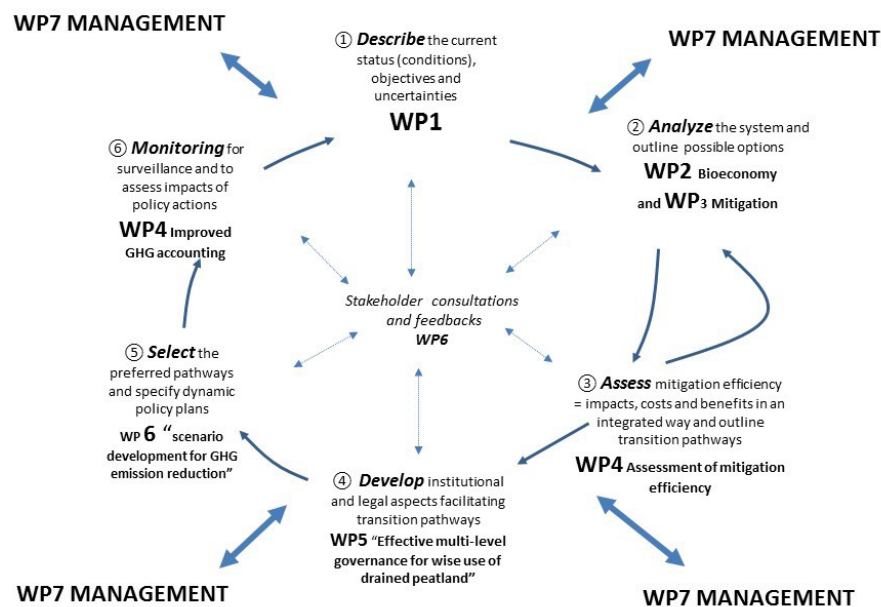 WP7 MANAGEMENT
WP7 MANAGEMENT
① Describe the current
status (conditions),
objectives and
uncertainties
WP1
② Analyze the system and
outline possible options
WP2 Bioeconomy
and WP3 Mitigation
⑥ Monitoring for
surveillance and to
assess impacts of
policy actions
WP4 Improved
GHG accounting
Stakeholder consultations
and feedbacks
WP6
③ Assess mitigation efficiency
= impacts, costs and benefits in an
integrated way and outline
transition pathways
WP4 Assessment of mitigation
efficiency
⑤ Select the
preferred pathways
and specify dynamic
policy plans
WP 6 “scenario
development for GHG
emission reduction”
④ Develop institutional
and legal aspects facilitating
transition pathways
WP5 “Effective multi-level
governance for wise use of
drained peatland”
WP7 MANAGEMENT
WP7 MANAGEMENT